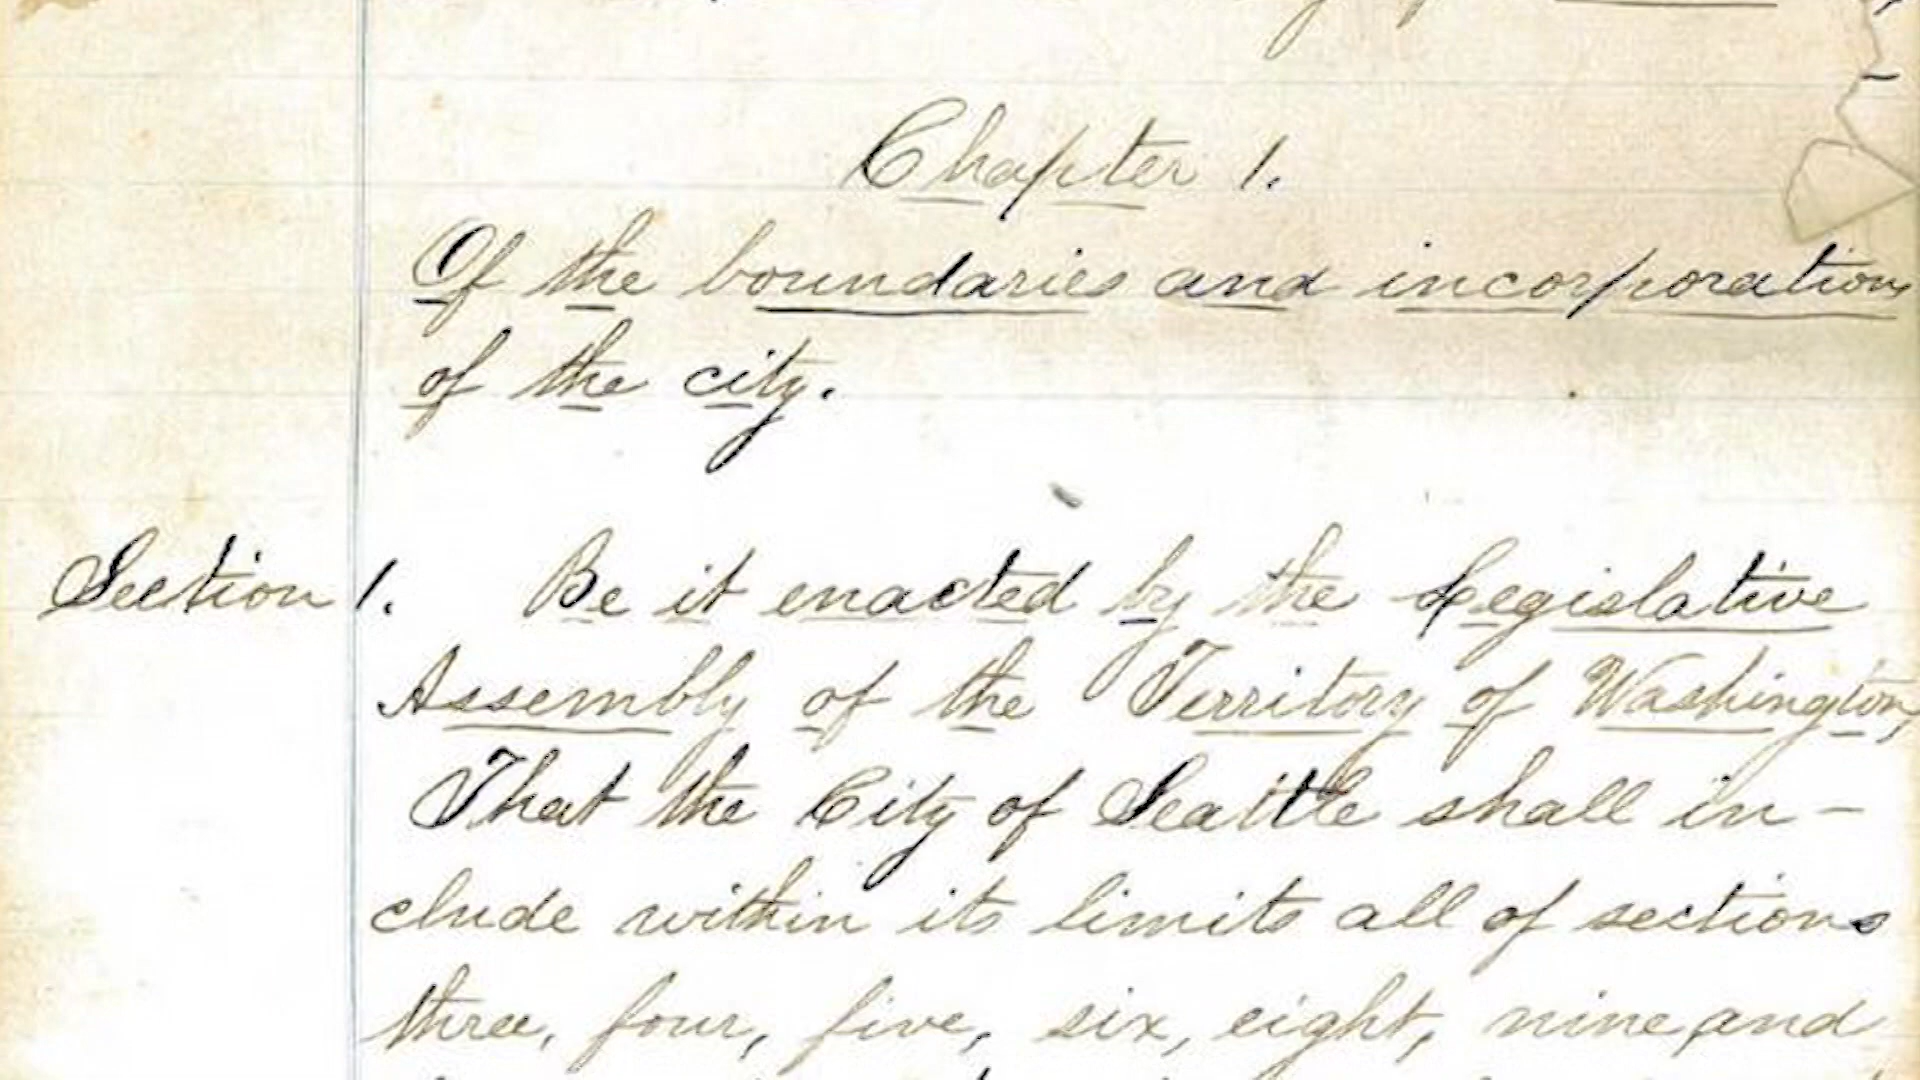 Chapter 1.
Of the boundaries and incorporation
of the city.
Section 1. Be it enacted by the Legislative
Assembly of the Territory of Washington,
That the City of Seattle shall in-
clude within its limits all of sections
three, four, five, six, eight, nine and